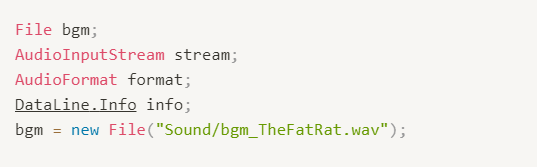 File bgm;
AudioInputStream stream;
AudioFormat format;
DataLine.Info info;
bgm = new File("Sound/bgm_TheFatRat.wav");